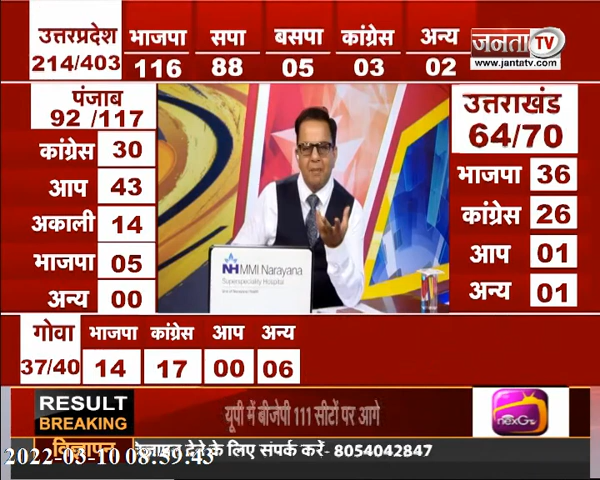 उत्तरप्रदेश भाजपा सपा बसपा कांग्रेस अन्य
214/403 116 88 05 03 02
जनता TV
www.jantatv.com
पंजाब
92 /117
कांग्रेस 30
आप 43
अकाली 14
भाजपा 05
अन्य 00
उत्तराखंड
64/70
भाजपा 36
कांग्रेस 26
आप 01
अन्य 01
NH MMI Narayana
Superspeciality Hospital
गोवा भाजपा कांग्रेस आप अन्य
37/40 14 17 00 06
RESULT
BREAKING
यूपी में बीजेपी 111 सीटों पर आगे
nexGTv
विज्ञापन
देने के लिए संपर्क करें- 8054042847
2022-03-10 08:59:43